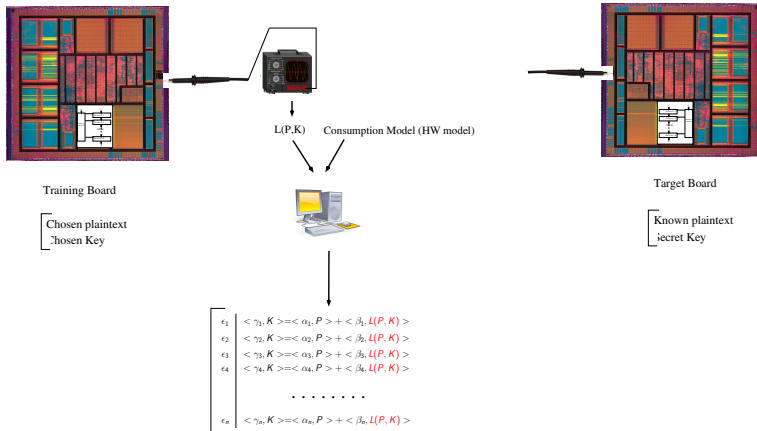 L(P,K)
Consumption Model (HW model)
Training Board
Chosen plaintext
Chosen Key
Target Board
Known plaintext
Secret Key
ϵ₁ < γ₁, K >=< α₁, P > + < β₁, L(P, K) >
ϵ₂ < γ₂, K >=< α₂, P > + < β₂, L(P, K) >
ϵ₃ < γ₃, K >=< α₃, P > + < β₃, L(P, K) >
ϵ₄ < γ₄, K >=< α₄, P > + < β₄, L(P, K) >
. . . . . . . .
ϵₙ < γₙ, K >=< αₙ, P > + < βₙ, L(P, K) >